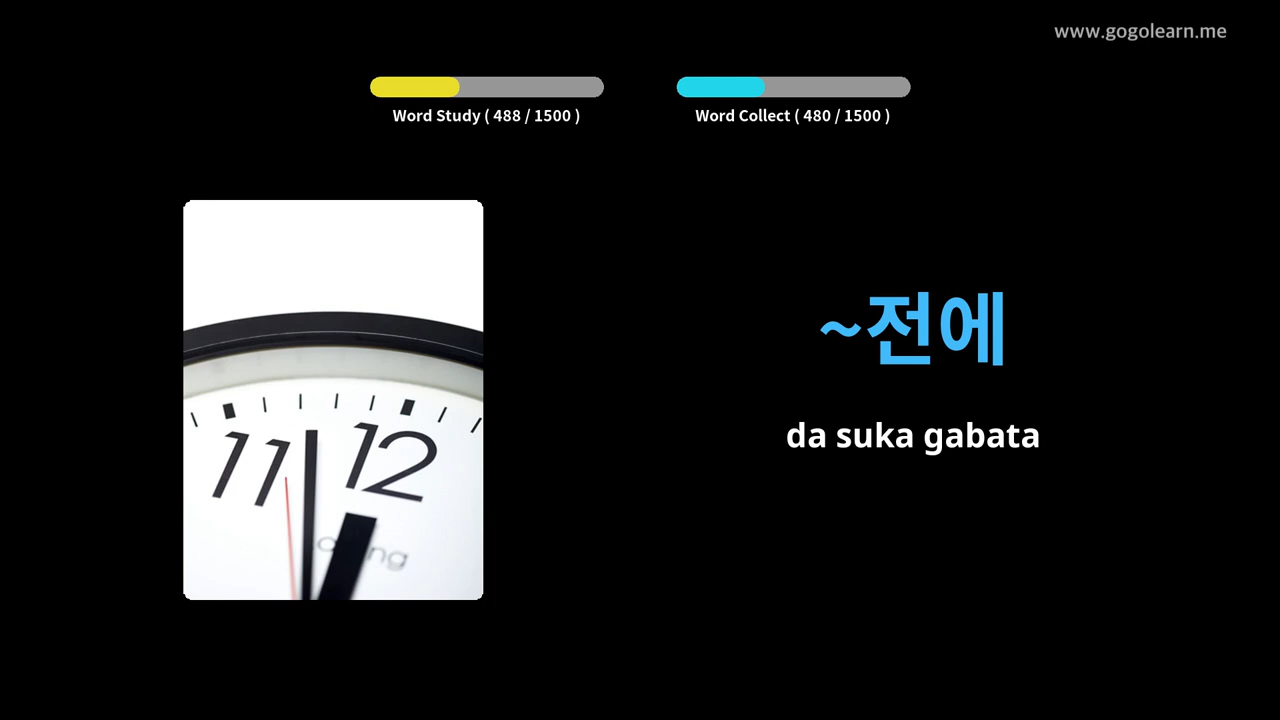 www.gogolearn.me
Word Study ( 488 / 1500 )
Word Collect ( 480 / 1500 )
11 12
~전에
da suka gabata